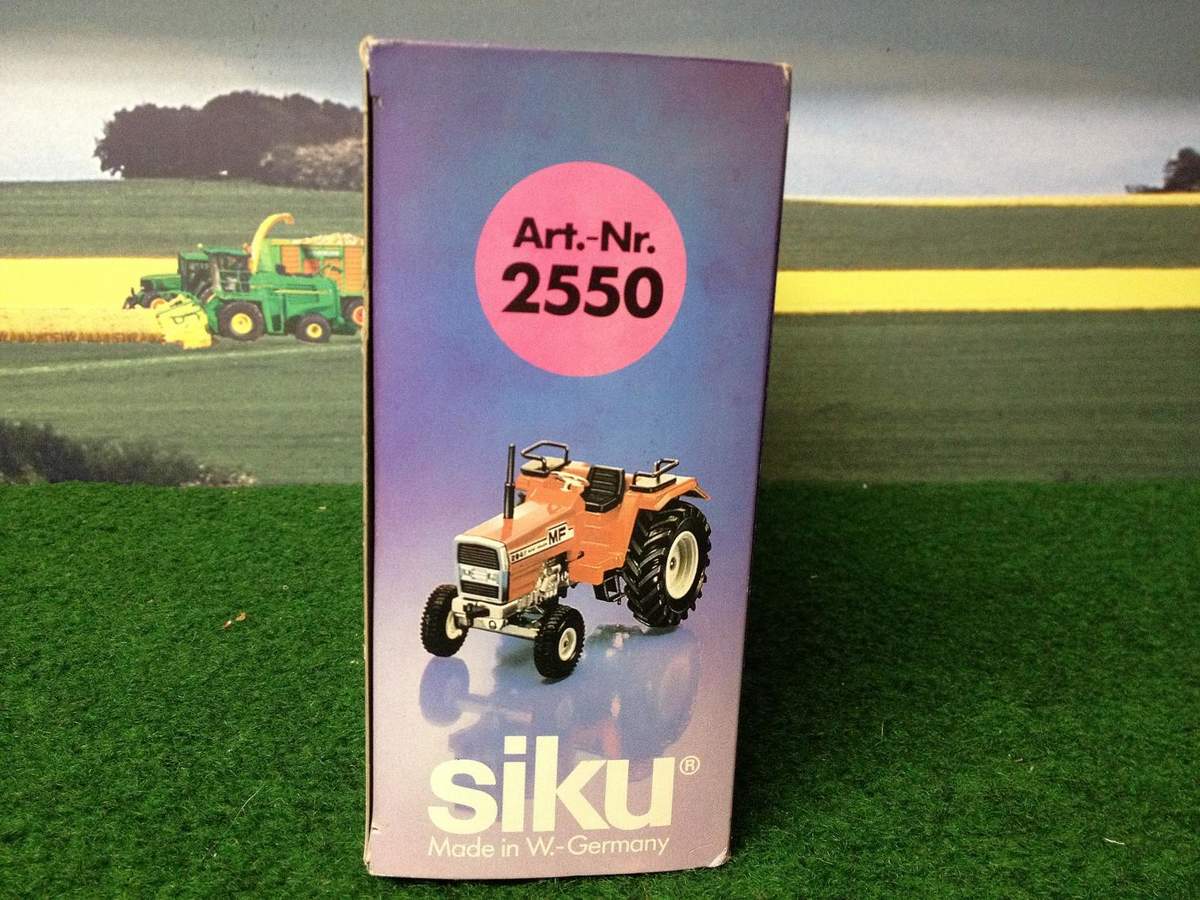 Art.-Nr.
2550
MF
siku®
Made in W.-Germany